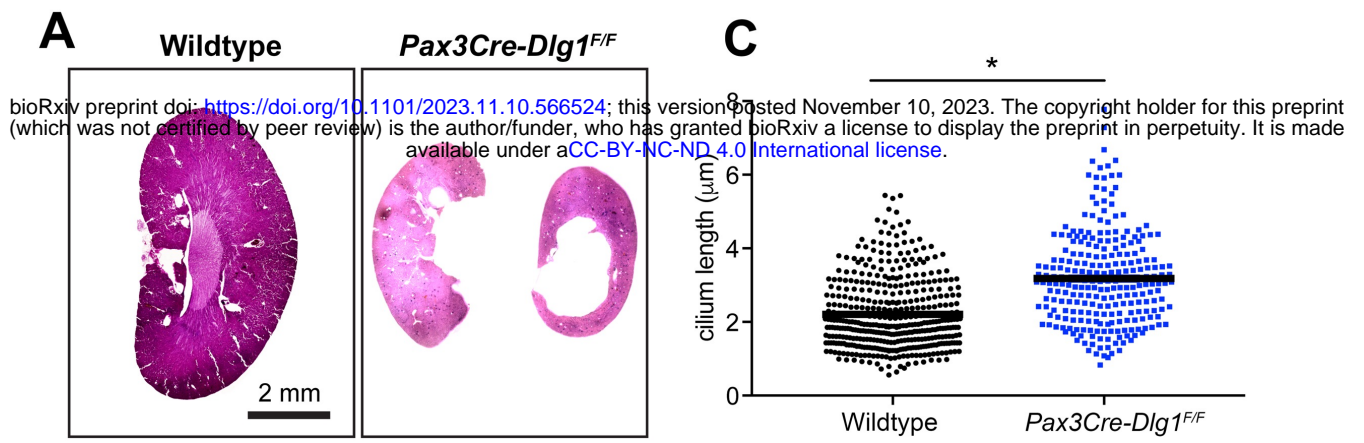 A
Wildtype
Pax3Cre-Dlg1F/F
2 mm
bioRxiv preprint doi: https://doi.org/10.1101/2023.11.10.566524; this version posted November 10, 2023. The copyright holder for this preprint
(which was not certified by peer review) is the author/funder, who has granted bioRxiv a license to display the preprint in perpetuity. It is made
available under aCC-BY-NC-ND 4.0 International license.
C
*
cilium length (μm)
8
6
4
2
0
Wildtype
Pax3Cre-Dlg1F/F